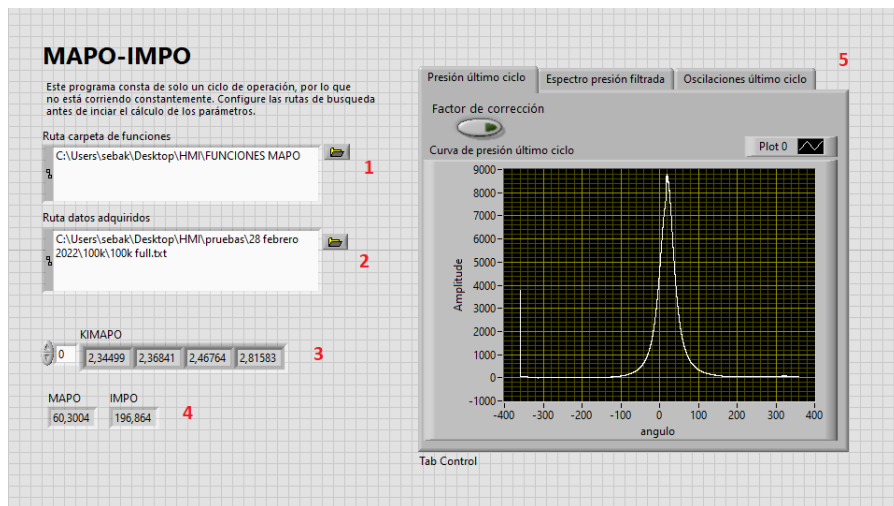 MAPO-IMPO
Este programa consta de solo un ciclo de operación, por lo que
no está corriendo constantemente. Configure las rutas de busqueda
antes de inciar el cálculo de los parámetros.
Ruta carpeta de funciones
C:\Users\sebak\Desktop\HMI\FUNCIONES MAPO
1
Ruta datos adquiridos
C:\Users\sebak\Desktop\HMI\pruebas\28 febrero
2022\100k\100k full.txt
2
KIMAPO
0 2,34499 2,36841 2,46764 2,81583
3
MAPO IMPO
60,3004 196,864
4
5
Presión último ciclo Espectro presión filtrada Oscilaciones último ciclo
Factor de corrección
Curva de presión último ciclo
Plot 0
9000
8000
7000
6000
5000
4000
3000
2000
1000
0
-1000
Amplitude
-400 -300 -200 -100 0 100 200 300 400
angulo
Tab Control